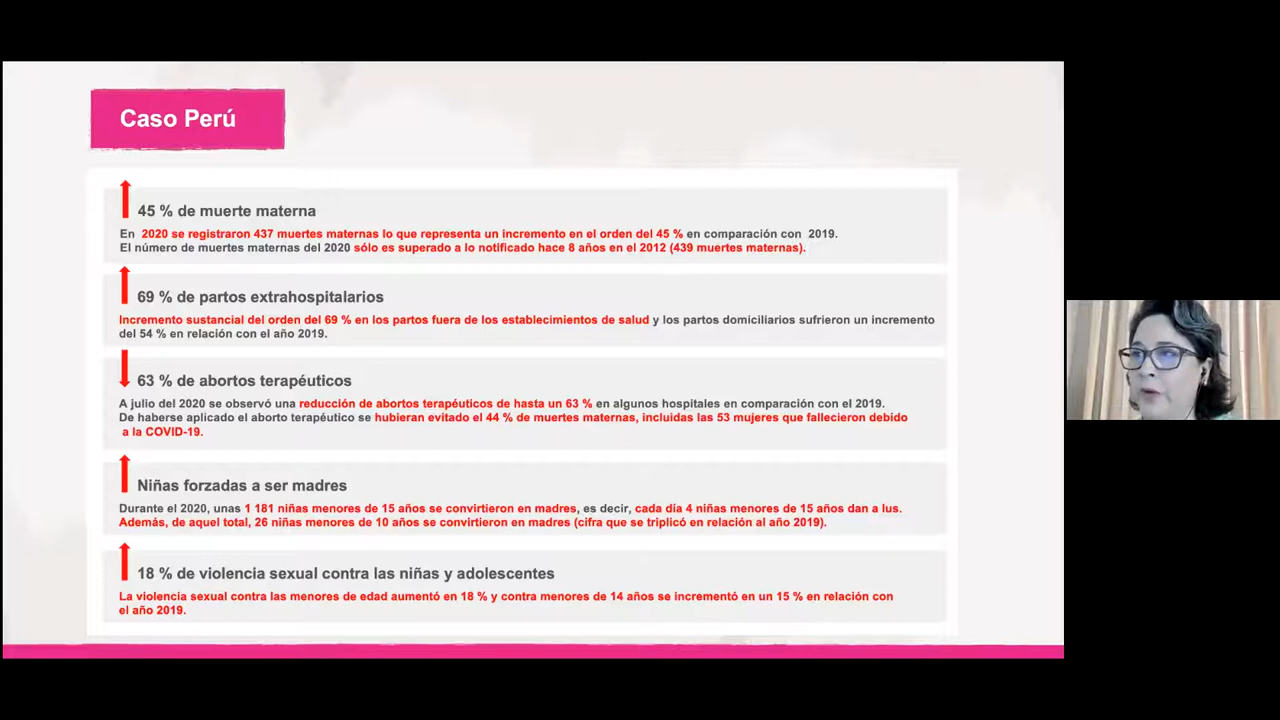 Caso Perú
45 % de muerte materna
En 2020 se registraron 437 muertes maternas lo que representa un incremento en el orden del 45 % en comparación con 2019.
El número de muertes maternas del 2020 sólo es superado a lo notificado hace 8 años en el 2012 (439 muertes maternas).
69 % de partos extrahospitalarios
Incremento sustancial del orden del 69 % en los partos fuera de los establecimientos de salud y los partos domiciliarios sufrieron un incremento
del 54 % en relación con el año 2019.
63 % de abortos terapéuticos
A julio del 2020 se observó una reducción de abortos terapéuticos de hasta un 63 % en algunos hospitales en comparación con el 2019.
De haberse aplicado el aborto terapéutico se hubieran evitado el 44 % de muertes maternas, incluidas las 53 mujeres que fallecieron debido
a la COVID-19.
Niñas forzadas a ser madres
Durante el 2020, unas 1 181 niñas menores de 15 años se convirtieron en madres, es decir, cada día 4 niñas menores de 15 años dan a lus.
Además, de aquel total, 26 niñas menores de 10 años se convirtieron en madres (cifra que se triplicó en relación al año 2019).
18 % de violencia sexual contra las niñas y adolescentes
La violencia sexual contra las menores de edad aumentó en 18 % y contra menores de 14 años se incrementó en un 15 % en relación con
el año 2019.